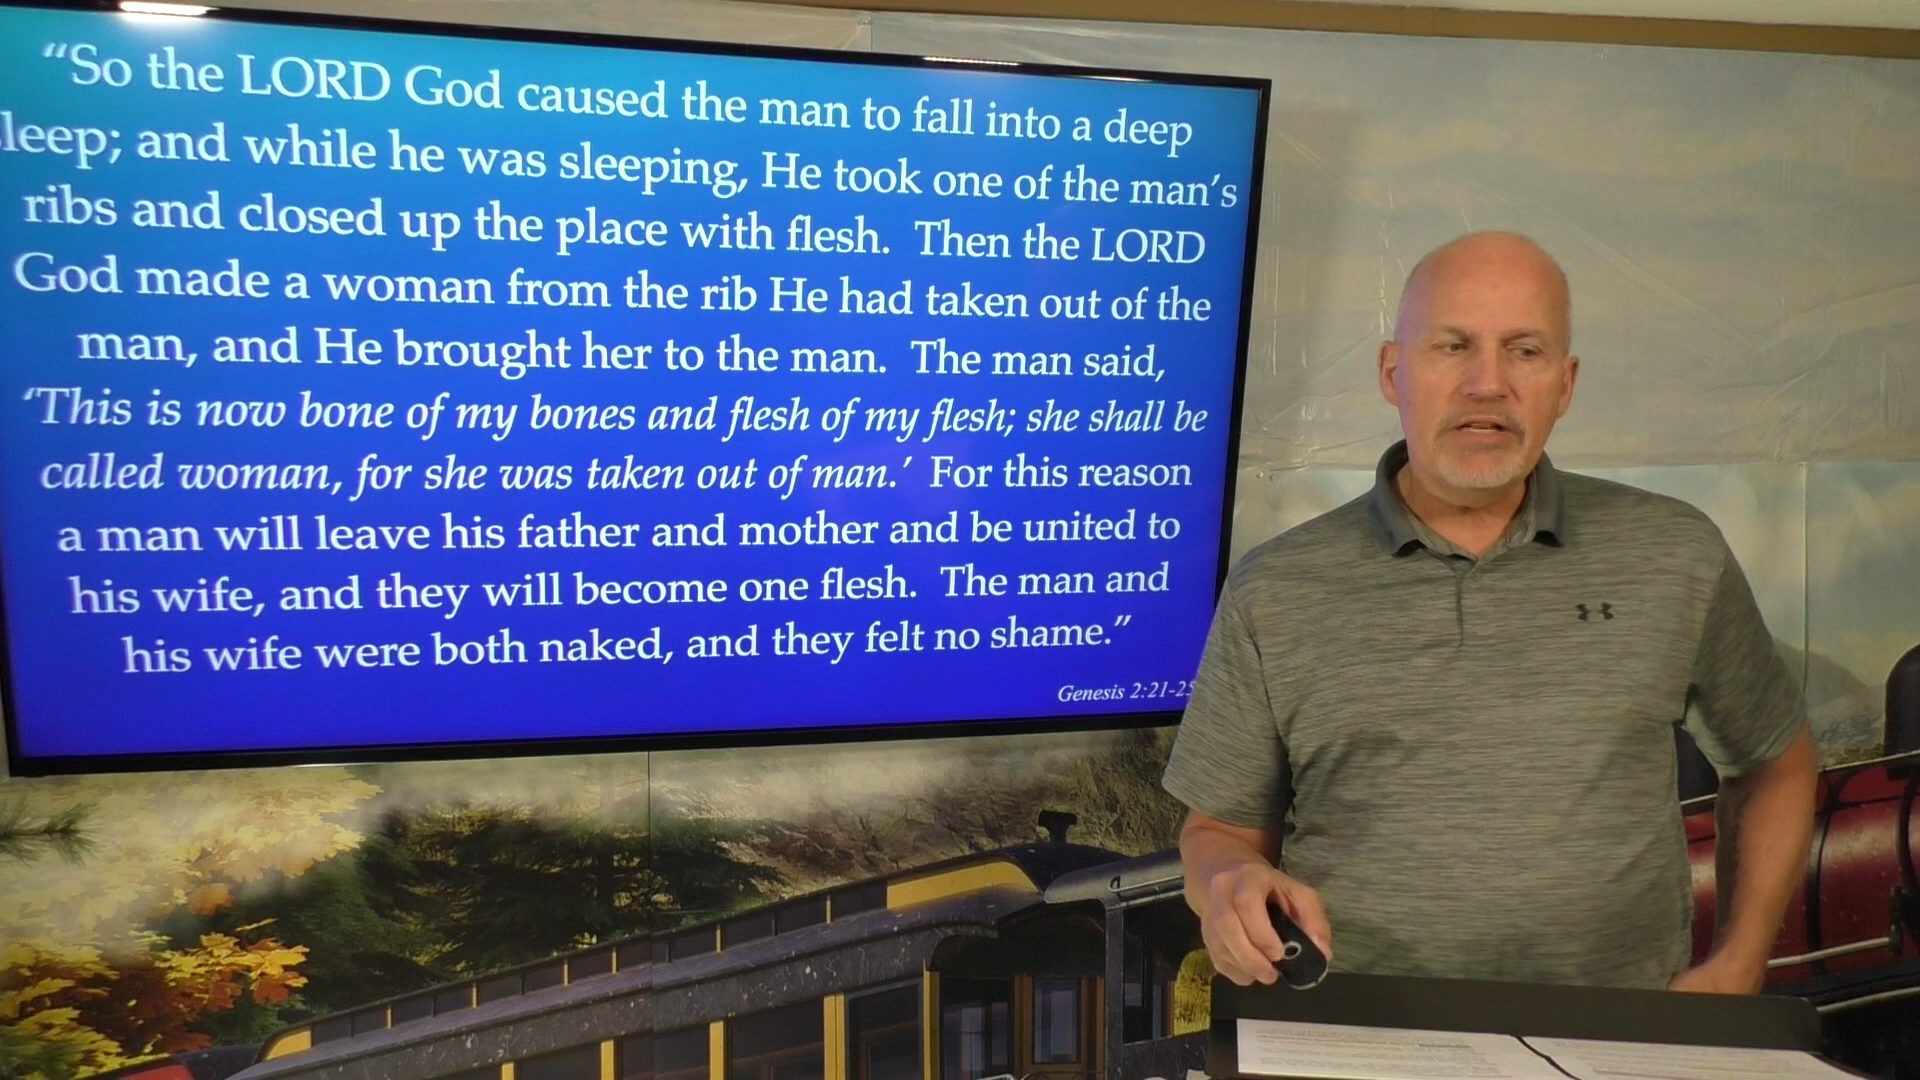 “So the LORD God caused the man to fall into a deep
sleep; and while he was sleeping, He took one of the man’s
ribs and closed up the place with flesh. Then the LORD
God made a woman from the rib He had taken out of the
man, and He brought her to the man. The man said,
‘This is now bone of my bones and flesh of my flesh; she shall be
called woman, for she was taken out of man.’ For this reason
a man will leave his father and mother and be united to
his wife, and they will become one flesh. The man and
his wife were both naked, and they felt no shame.”
Genesis 2:21-25